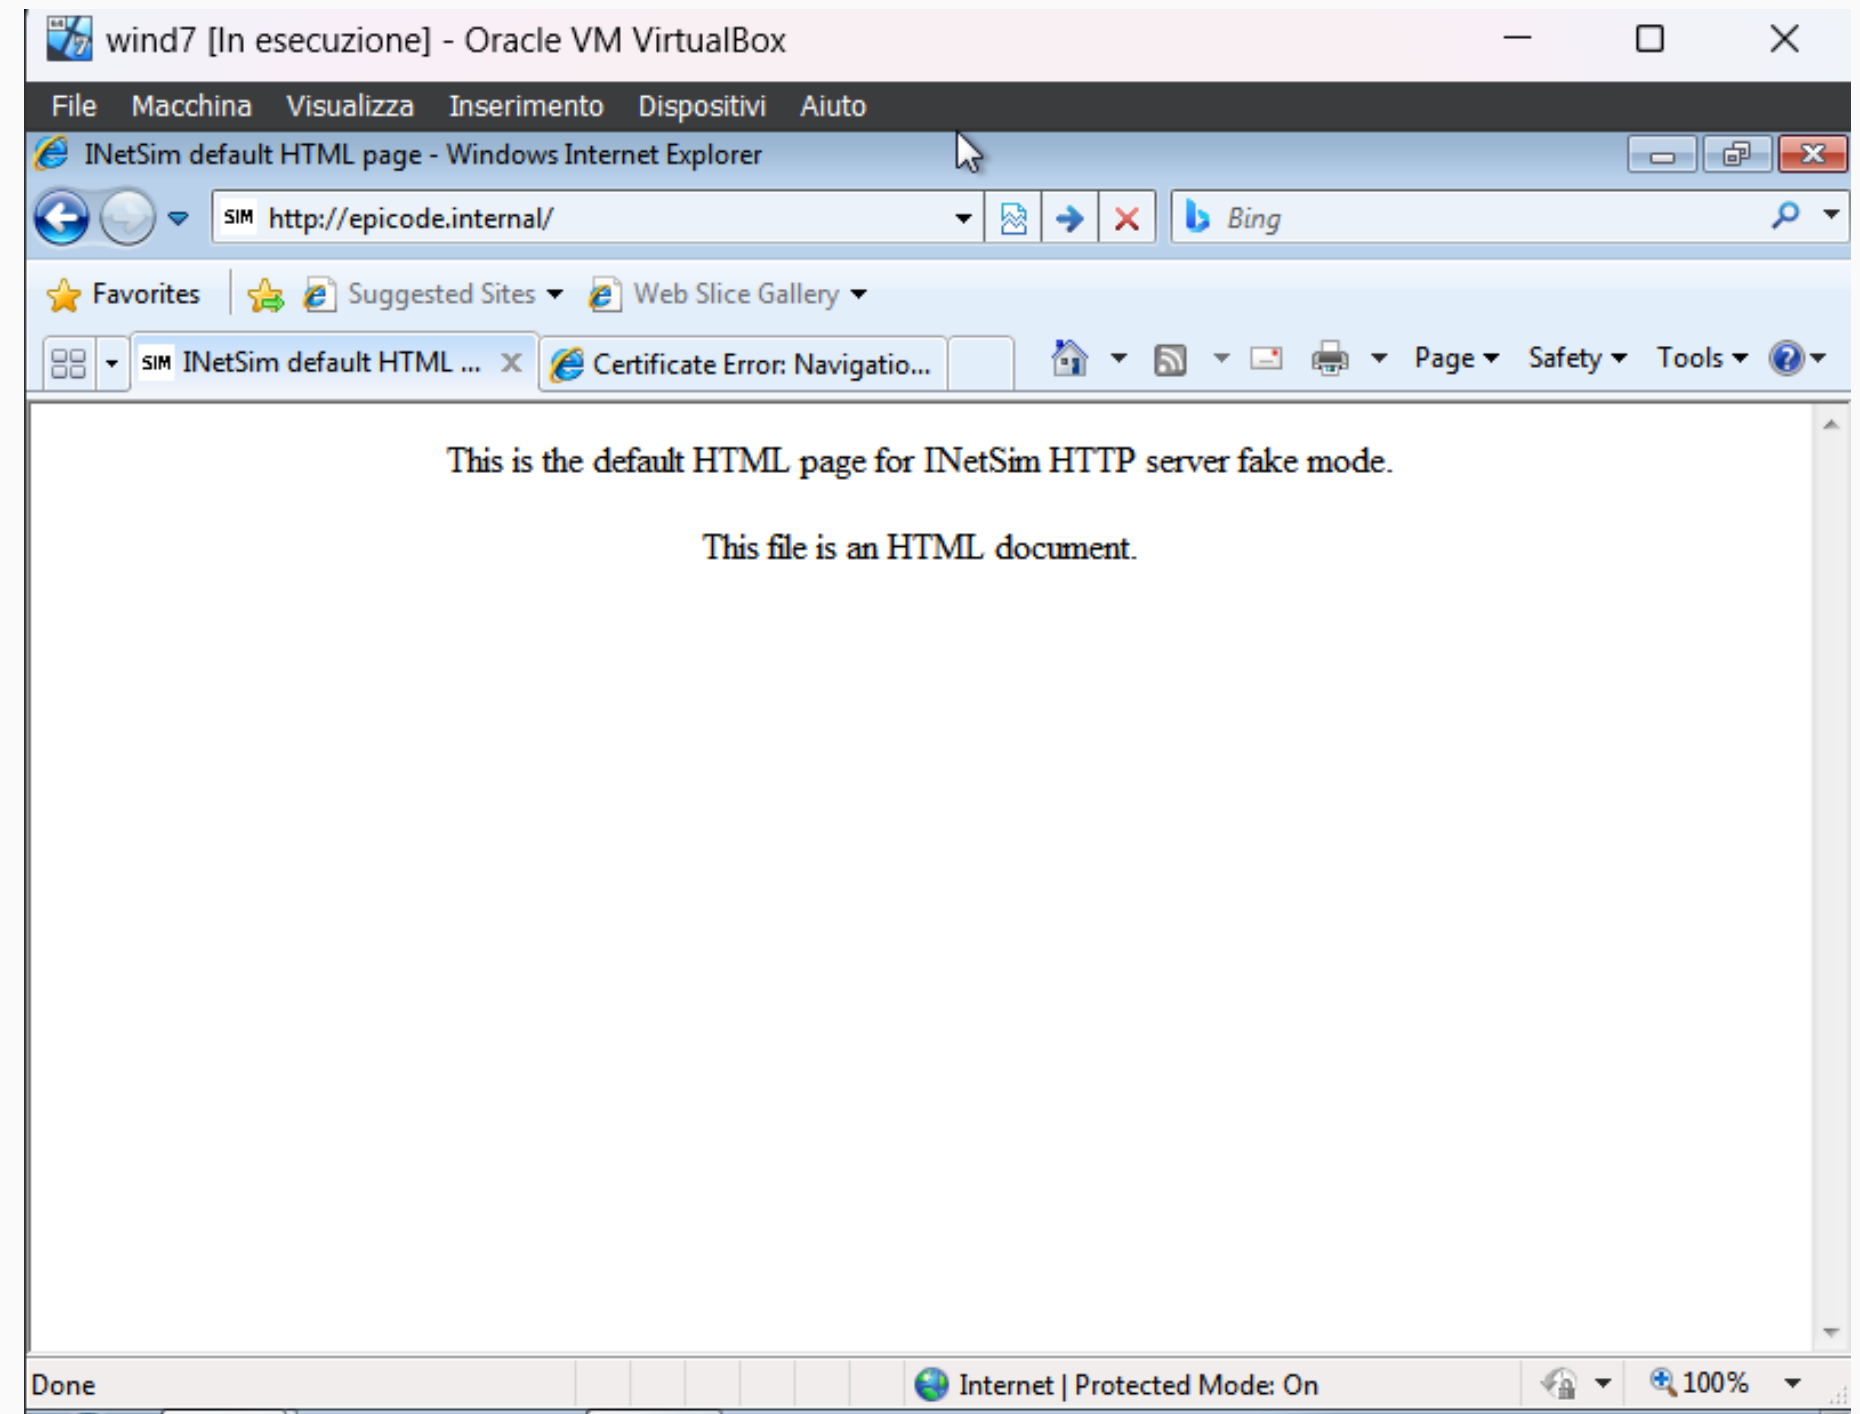 wind7 [In esecuzione] - Oracle VM VirtualBox
File Macchina Visualizza Inserimento Dispositivi Aiuto
INetSim default HTML page - Windows Internet Explorer
SIM http://epicode.internal/ Bing
Favorites Suggested Sites Web Slice Gallery
SIM INetSim default HTML ... Certificate Error: Navigatio... Page Safety Tools
This is the default HTML page for INetSim HTTP server fake mode.
This file is an HTML document.
Done Internet | Protected Mode: On 100%